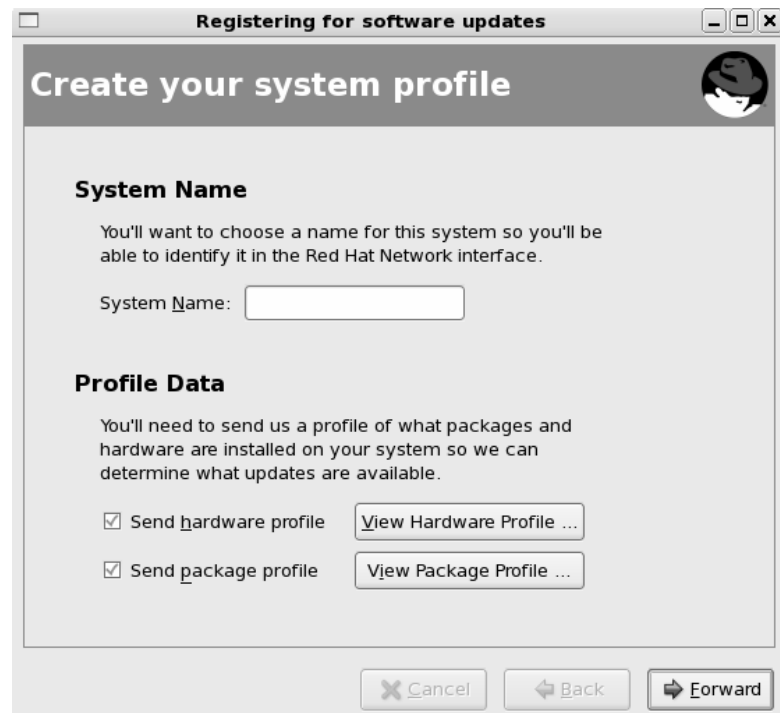 Registering for software updates
Create your system profile
System Name
You'll want to choose a name for this system so you'll be
able to identify it in the Red Hat Network interface.
System Name:
Profile Data
You'll need to send us a profile of what packages and
hardware are installed on your system so we can
determine what updates are available.
Send hardware profile
View Hardware Profile ...
Send package profile
View Package Profile ...
Cancel
Back
Forward